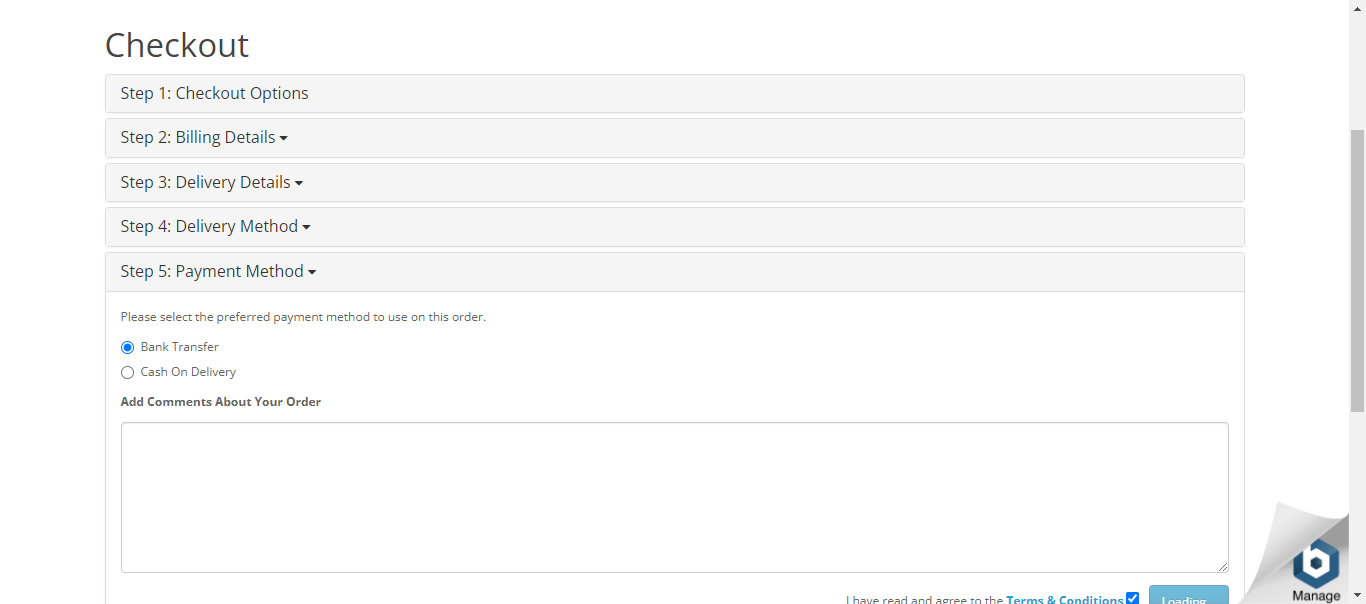 Checkout
Step 1: Checkout Options
Step 2: Billing Details
Step 3: Delivery Details
Step 4: Delivery Method
Step 5: Payment Method
Please select the preferred payment method to use on this order.
Bank Transfer
Cash On Delivery
Add Comments About Your Order
I have read and agree to the Terms & Conditions Loading...
Manage